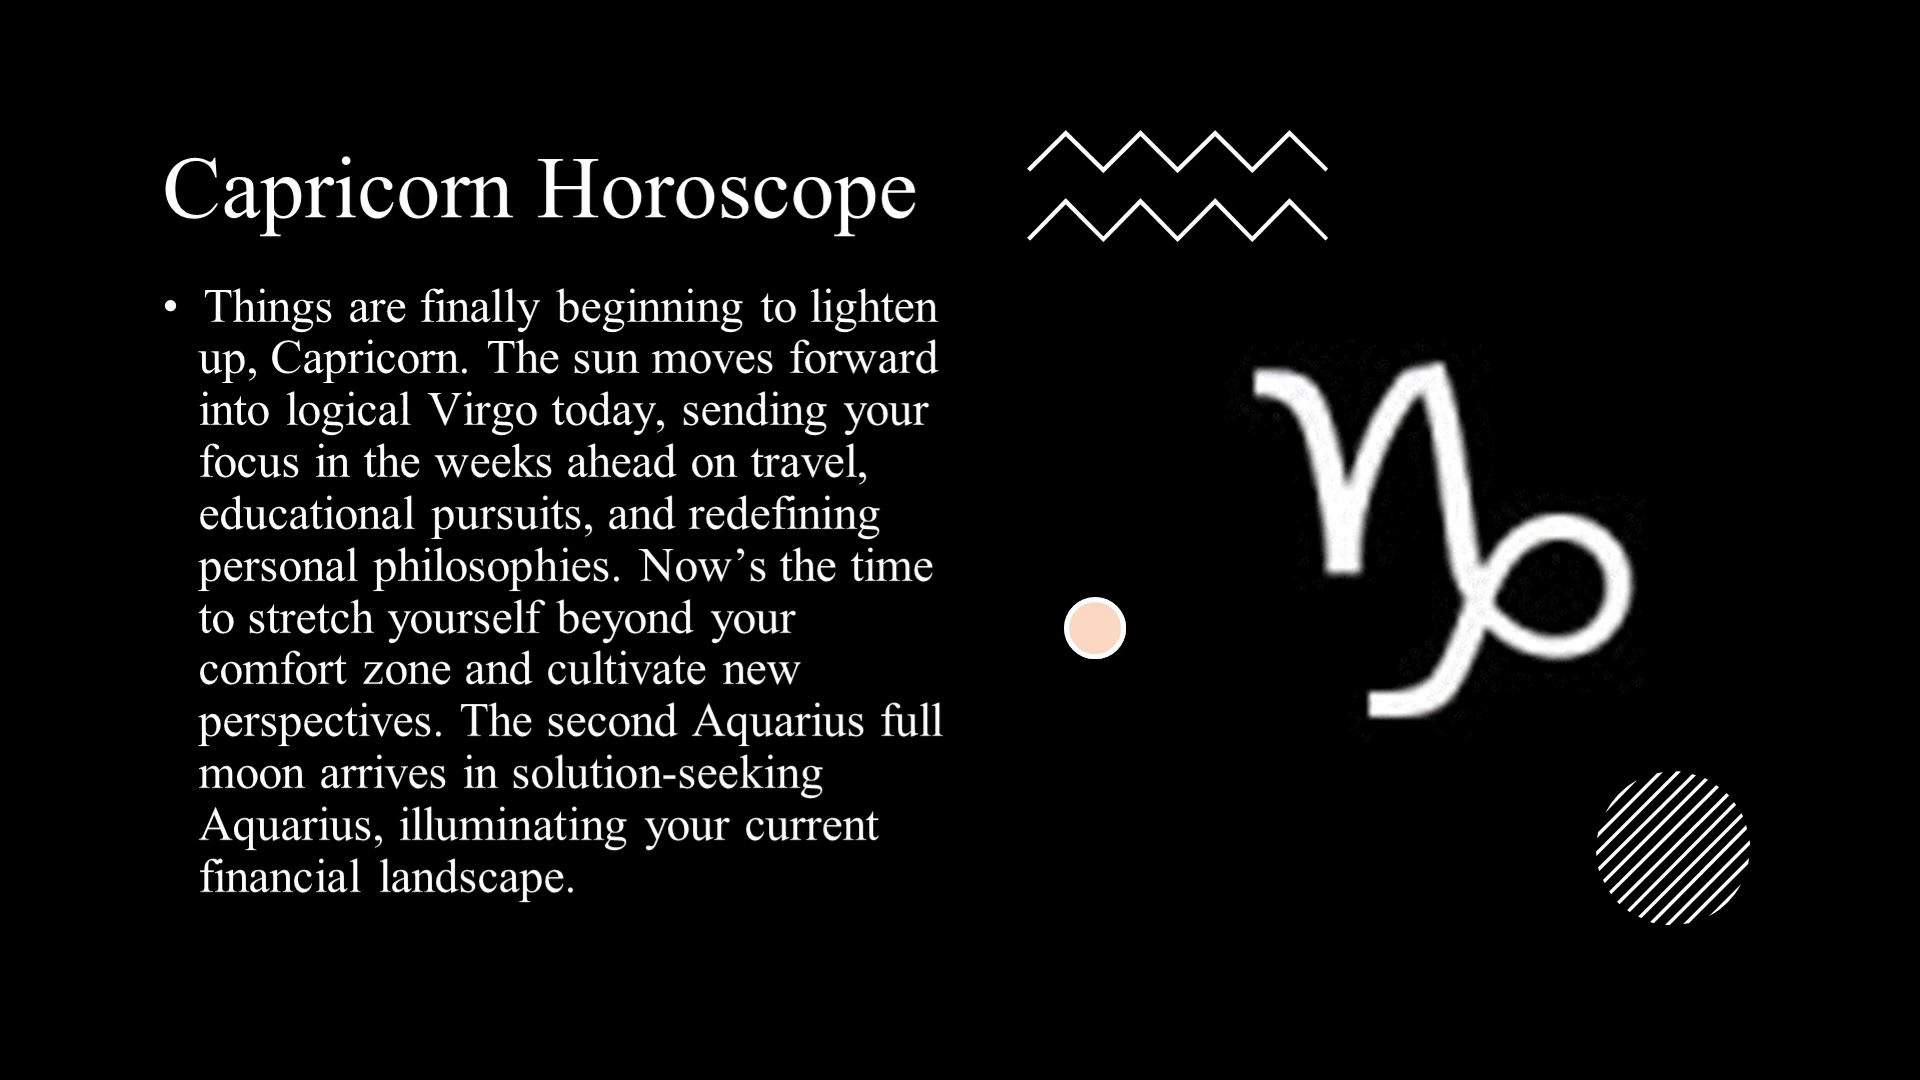 Capricorn Horoscope
• Things are finally beginning to lighten
up, Capricorn. The sun moves forward
into logical Virgo today, sending your
focus in the weeks ahead on travel,
educational pursuits, and redefining
personal philosophies. Now’s the time
to stretch yourself beyond your
comfort zone and cultivate new
perspectives. The second Aquarius full
moon arrives in solution-seeking
Aquarius, illuminating your current
financial landscape.